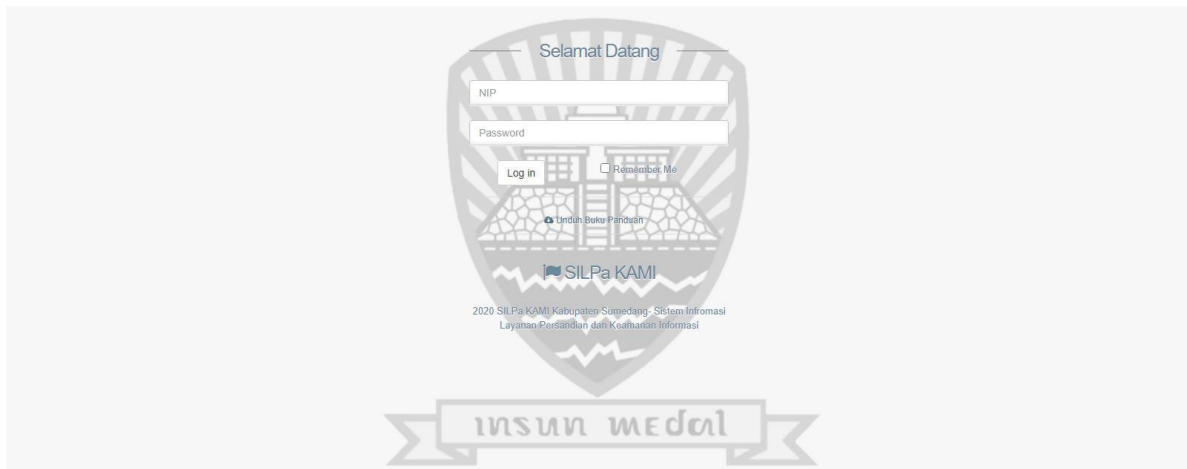 Selamat Datang
NIP
Password
Log in Remember Me
Unduh Buku Panduan
SILPa KAMI
2020 SILPa KAMI Kabupaten Sumedang- Sistem Infromasi
Layanan Persandian dan Keamanan Informasi
insun medal